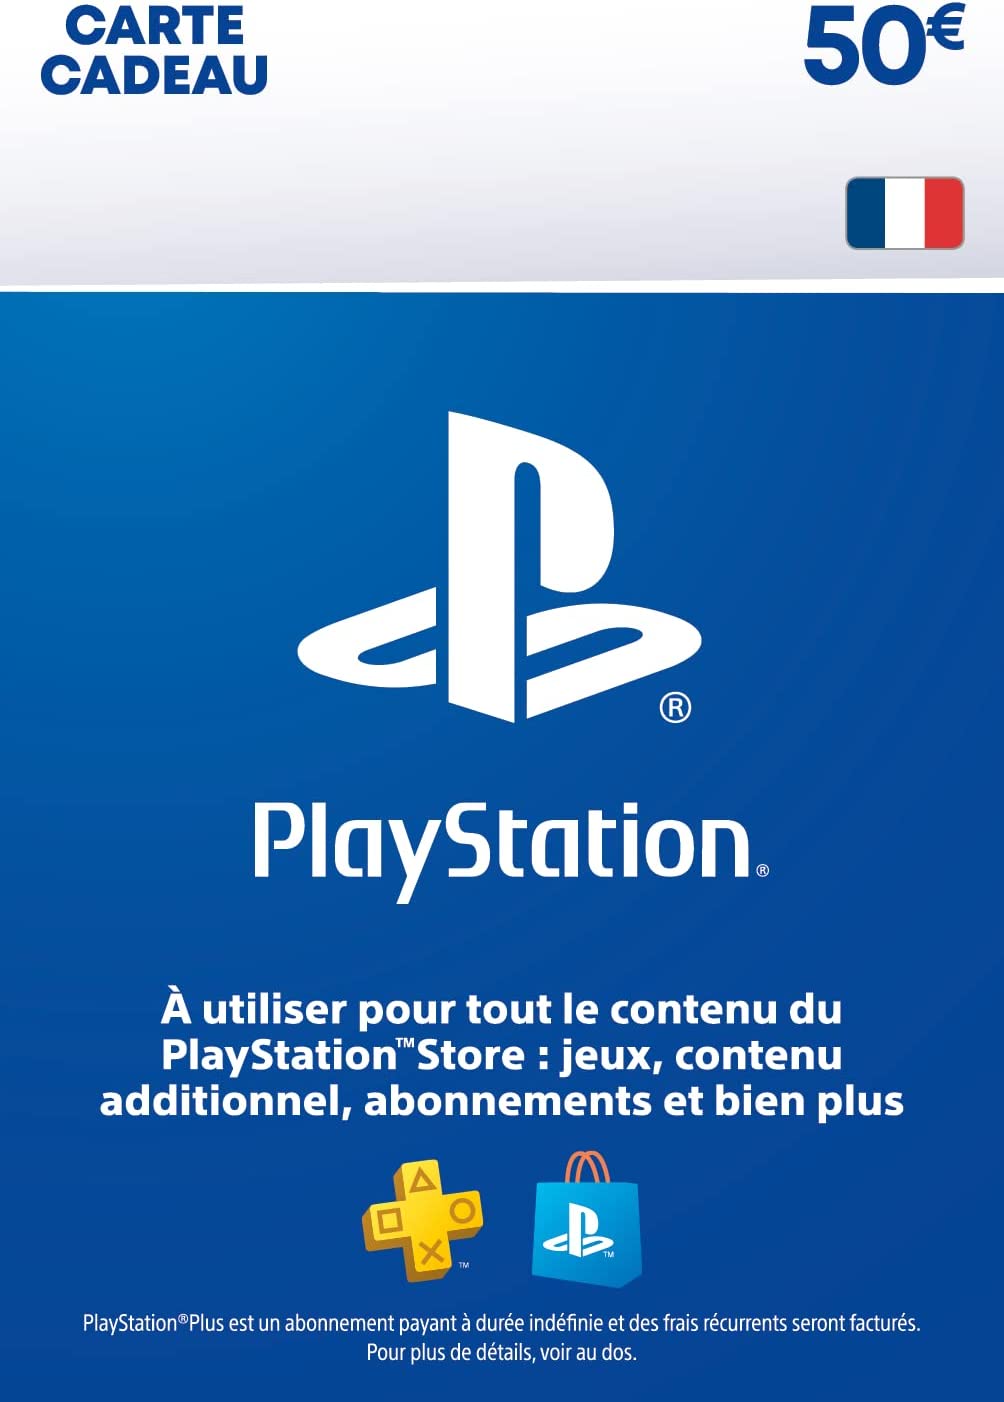 CARTE
CADEAU
50€
®
PlayStation®
À utiliser pour tout le contenu du
PlayStation™Store : jeux, contenu
additionnel, abonnements et bien plus
™
™
PlayStation®Plus est un abonnement payant à durée indéfinie et des frais récurrents seront facturés.
Pour plus de détails, voir au dos.